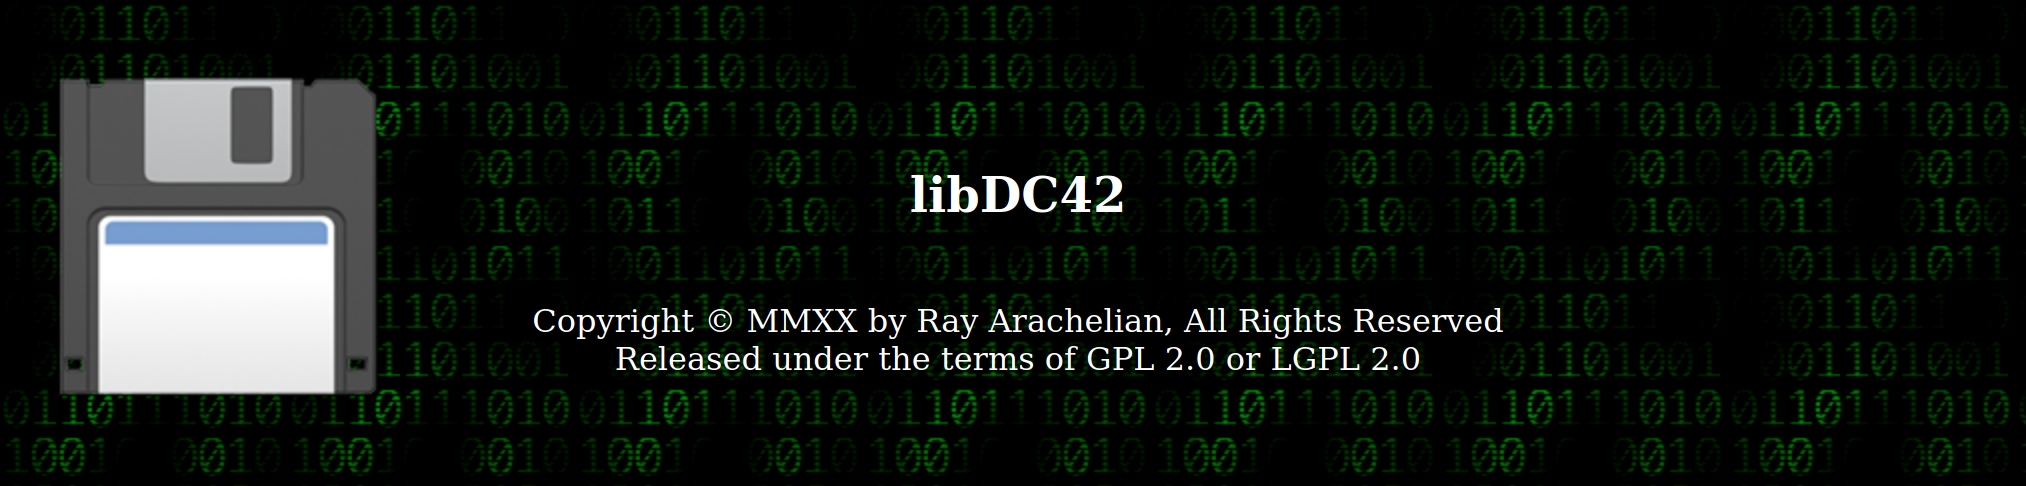 libDC42
Copyright © MMXX by Ray Arachelian, All Rights Reserved
Released under the terms of GPL 2.0 or LGPL 2.0